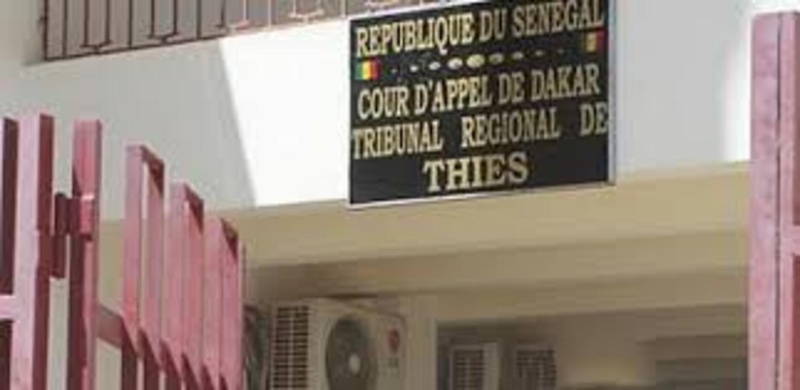 REPUBLIQUE DU SENEGAL
COUR D'APPEL DE DAKAR
TRIBUNAL REGIONAL DE
THIES